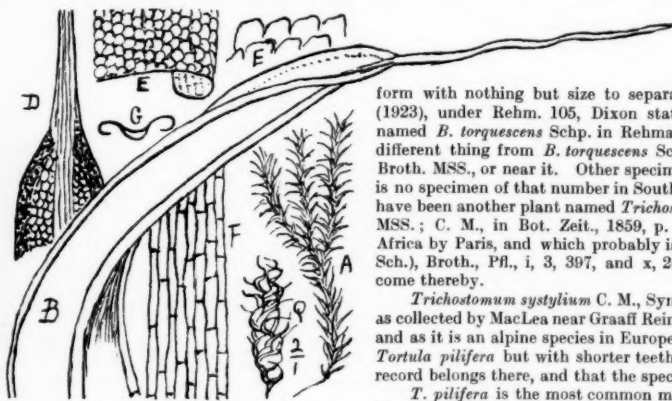 E
E
D
G
F
A
B
Q
2/1
form with nothing but size to separa
(1923), under Rehm. 105, Dixon stat
named B. torquescens Schp. in Rehma
different thing from B. torquescens Sc
Broth. MSS., or near it. Other specim
is no specimen of that number in South
have been another plant named Trichos
MSS.; C. M., in Bot. Zeit., 1859, p.
Africa by Paris, and which probably in
Sch.), Broth., Pfl., i, 3, 397, and x, 2
come thereby.
Trichostomum systylium C. M., Syn
as collected by MacLea near Graaff Rein
and as it is an alpine species in Europe
Tortula pilifera but with shorter teeth
record belongs there, and that the speci
T. pilifera is the most common m